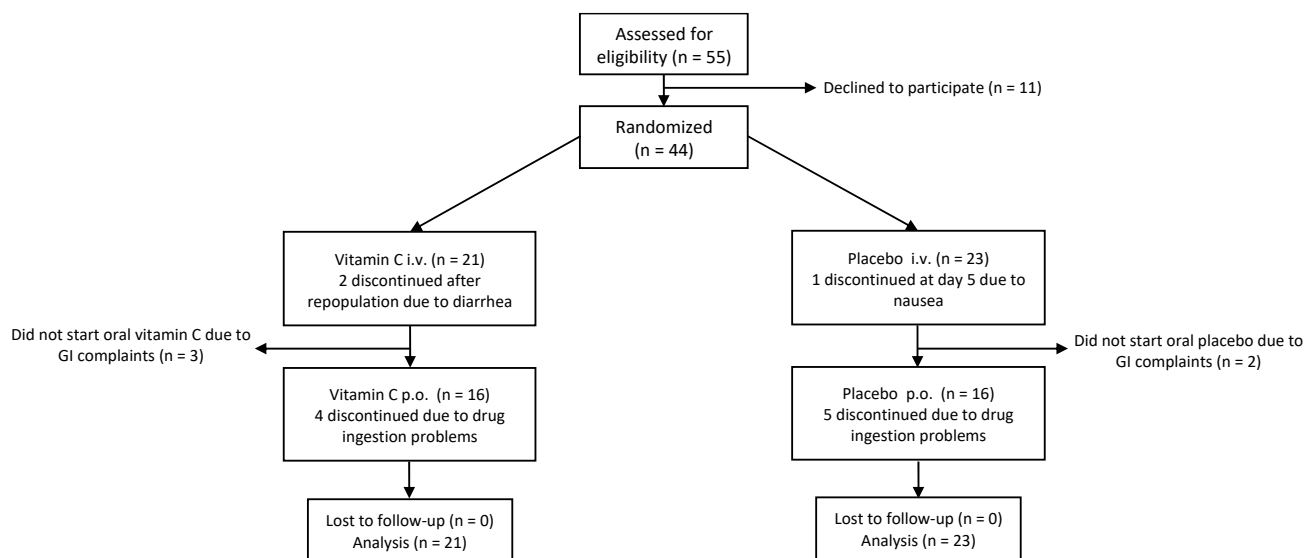 Assessed for
eligibility (n = 55)
Declined to participate (n = 11)
Randomized
(n = 44)
Vitamin C i.v. (n = 21)
2 discontinued after
repopulation due to diarrhea
Placebo i.v. (n = 23)
1 discontinued at day 5 due to
nausea
Did not start oral vitamin C due to
GI complaints (n = 3)
Did not start oral placebo due to
GI complaints (n = 2)
Vitamin C p.o. (n = 16)
4 discontinued due to drug
ingestion problems
Placebo p.o. (n = 16)
5 discontinued due to drug
ingestion problems
Lost to follow-up (n = 0)
Analysis (n = 21)
Lost to follow-up (n = 0)
Analysis (n = 23)